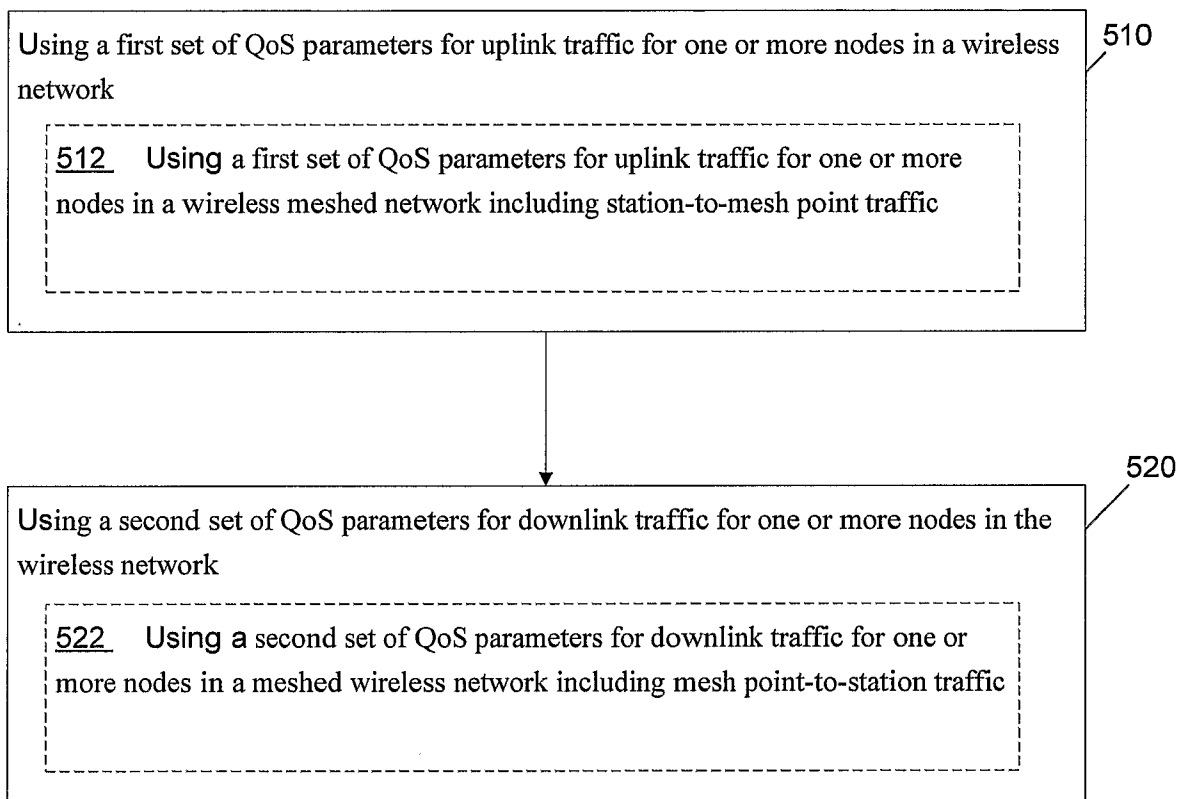 Using a first set of QoS parameters for uplink traffic for one or more nodes in a wireless
network
510
512 Using a first set of QoS parameters for uplink traffic for one or more
nodes in a wireless meshed network including station-to-mesh point traffic
520
Using a second set of QoS parameters for downlink traffic for one or more nodes in the
wireless network
522 Using a second set of QoS parameters for downlink traffic for one or
more nodes in a meshed wireless network including mesh point-to-station traffic